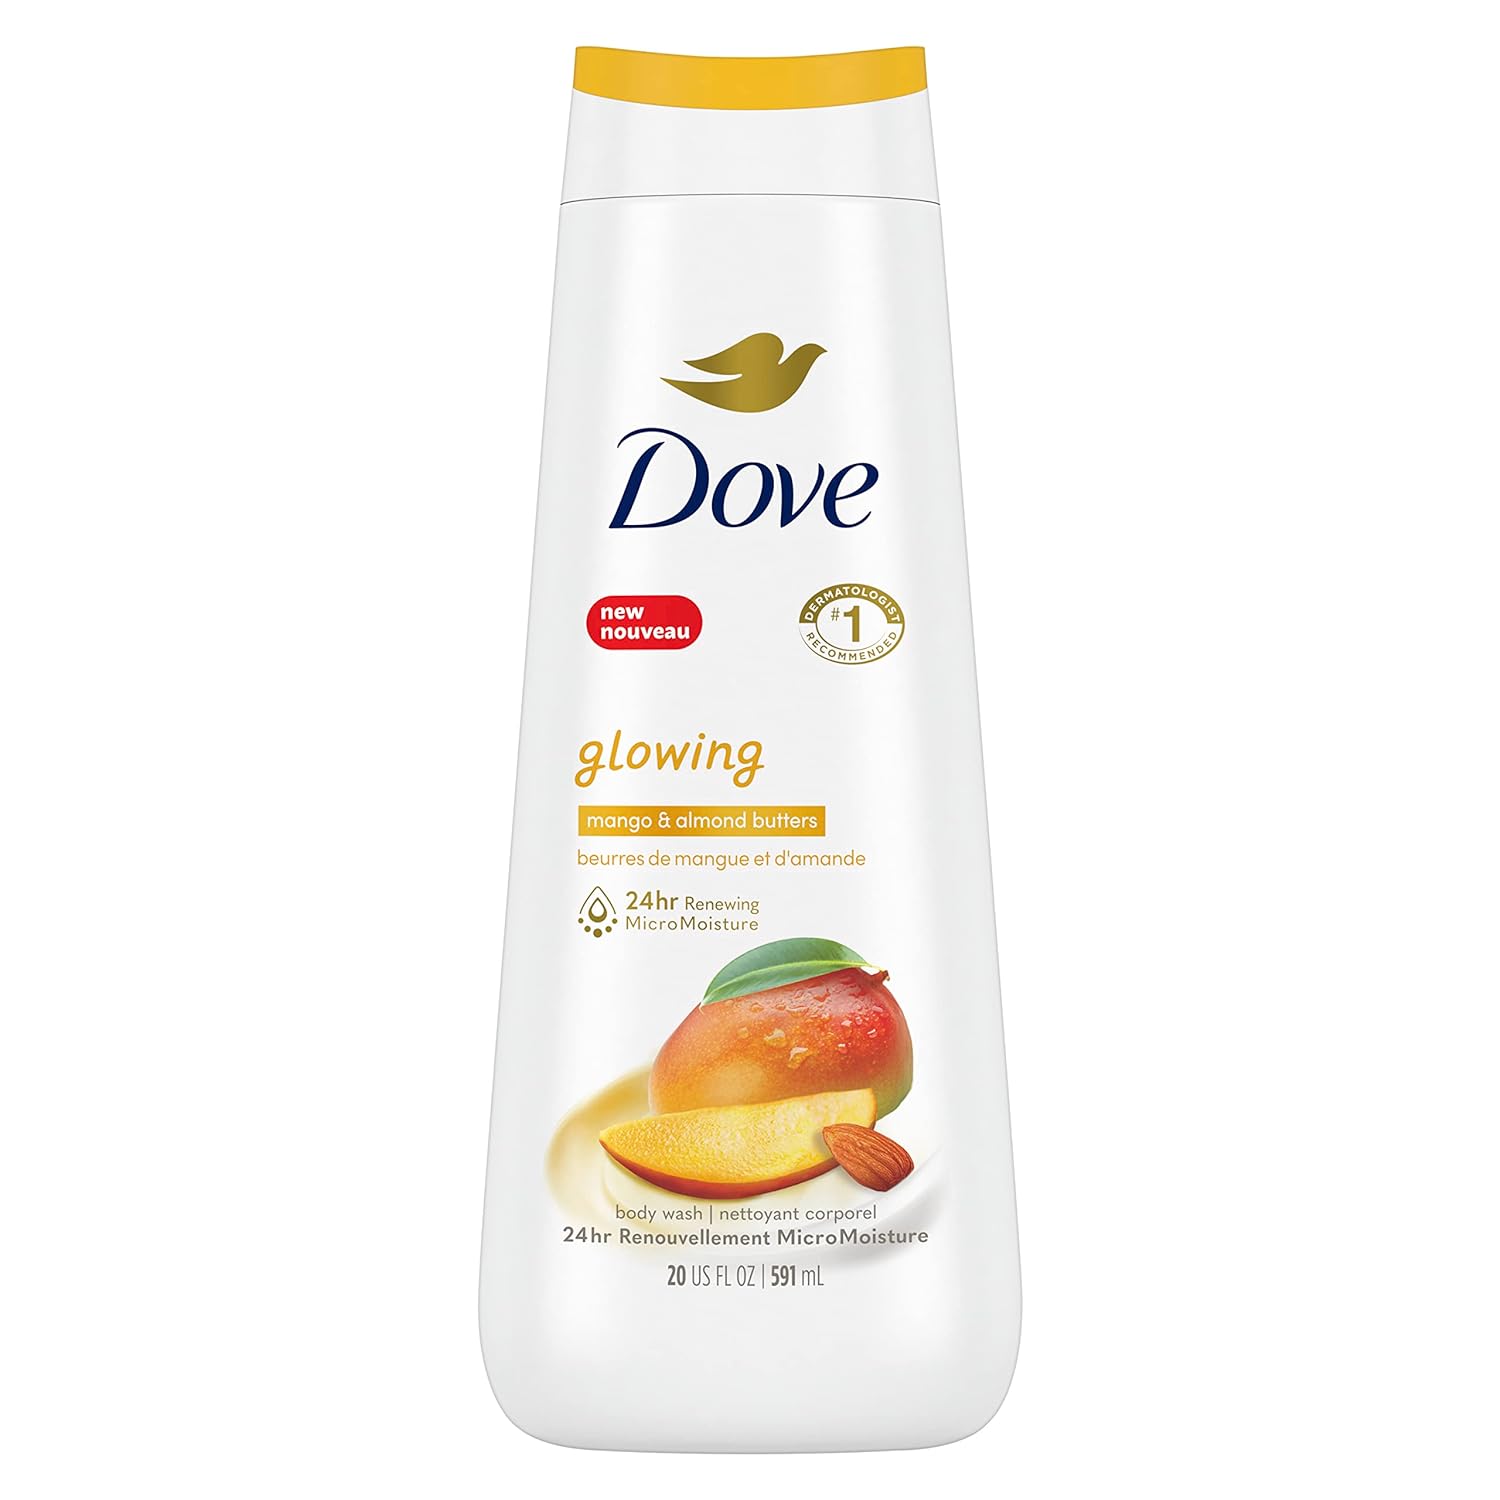 Dove
new
nouveau
DERMATOLOGIST
#1
RECOMMENDED
glowing
mango & almond butters
beurres de mangue et d'amande
24hr Renewing
MicroMoisture
body wash | nettoyant corporel
24hr Renouvellement MicroMoisture
20 US FL OZ | 591 mL